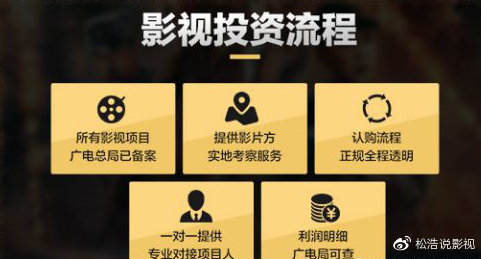 影视投资流程
所有影视项目
广电总局已备案
提供影片方
实地考察服务
认购流程
正规全程透明
一对一提供
专业对接项目人
利润明细
广电局可查
松浩说影视